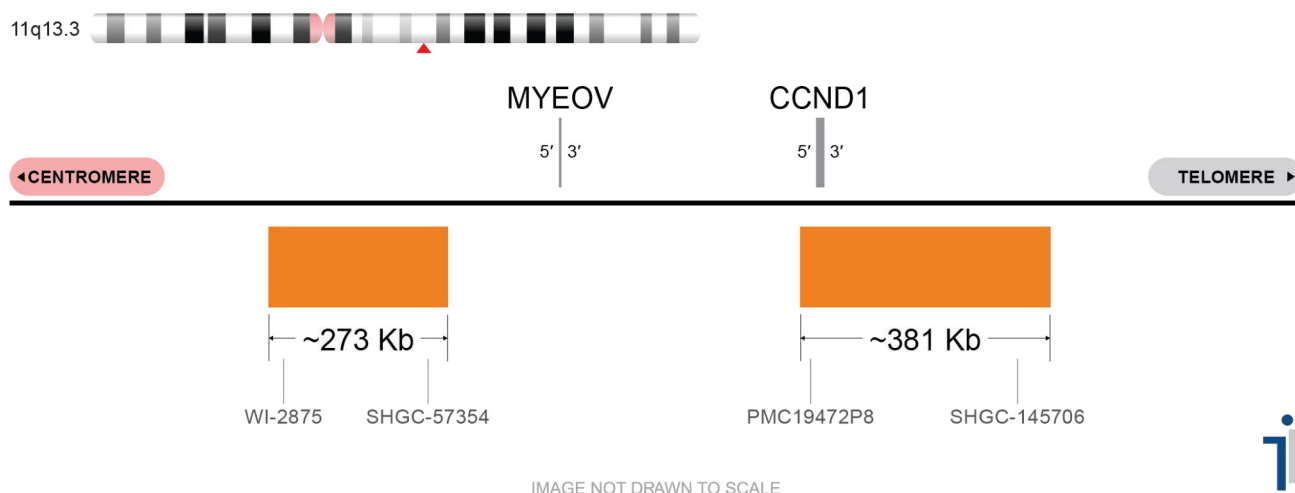 11q13.3
MYEOV CCND1
5′ 3′ 5′ 3′
◂CENTROMERE TELOMERE ▸
~273 Kb ~381 Kb
WI-2875 SHGC-57354 PMC19472P8 SHGC-145706
IMAGE NOT DRAWN TO SCALE